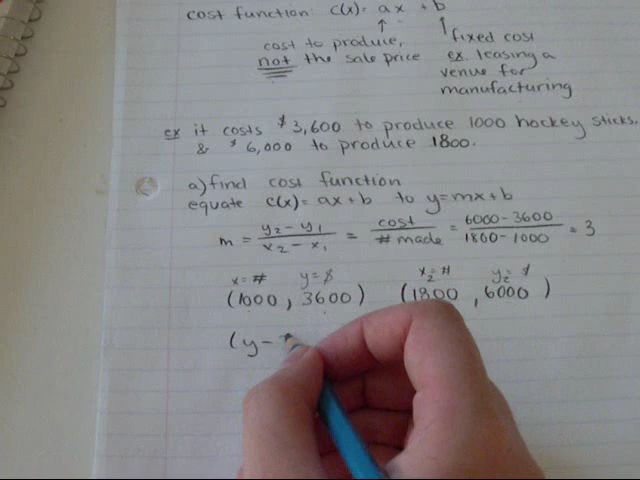 cost function: C(x) = ax + b
cost to produce,
not the sale price
fixed cost
ex. leasing a
venue for
manufacturing
ex it costs $3,600 to produce 1000 hockey sticks.
& $6,000 to produce 1800.
a) find cost function
equate C(x) = ax + b to y = mx + b
m = y2 - y1 / x2 - x1 = cost / # made = 6000 - 3600 / 1800 - 1000 = 3
x = # y = $ x2 = # y2 = $
(1000, 3600) (1800, 6000)
(y -